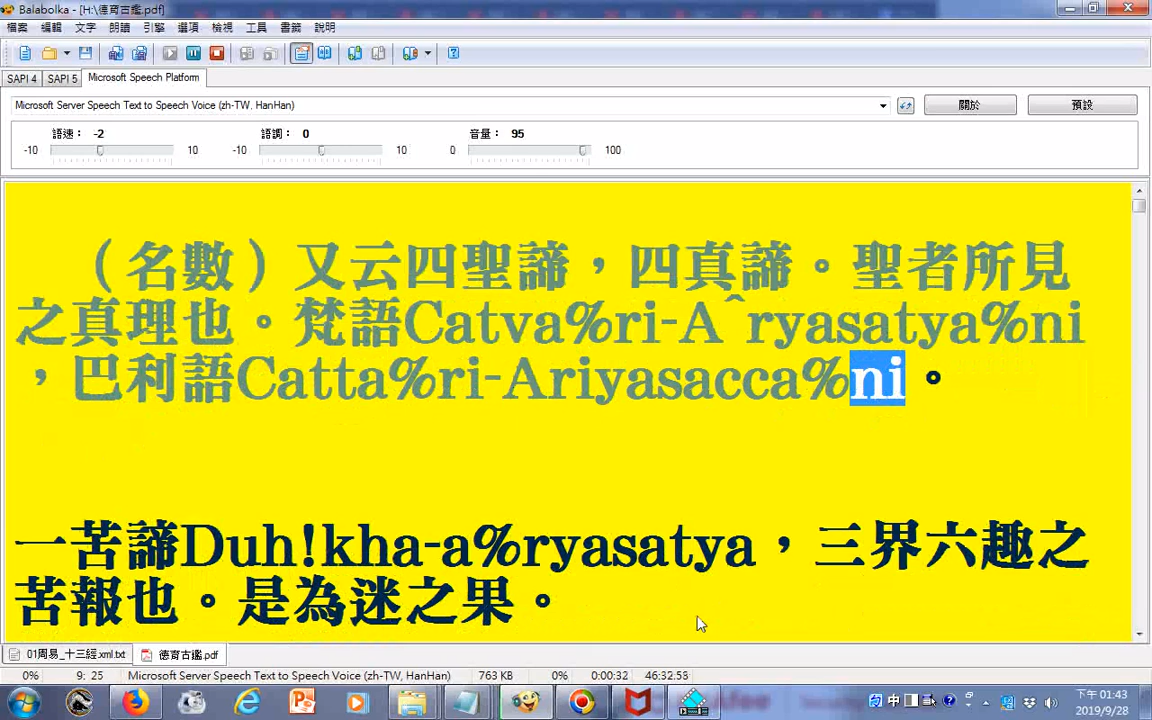 Balabolka - [H:\德育古鑑.pdf]
檔案 編輯 文字 朗讀 引擎 選項 檢視 工具 書籤 說明
SAPI 4 SAPI 5 Microsoft Speech Platform
Microsoft Server Speech Text to Speech Voice (zh-TW, HanHan) 關於 預設
語速： -2 語調： 0 音量： 95
-10 10 -10 10 0 100
（名數）又云四聖諦，四真諦。聖者所見
之真理也。梵語Catva%ri-A^ryasatya%ni
，巴利語Catta%ri-Ariyasacca%ni。
一苦諦Duh!kha-a%ryasatya，三界六趣之
苦報也。是為迷之果。
01周易_十三經.xml.txt 德育古鑑.pdf
0% 9: 25 Microsoft Server Speech Text to Speech Voice (zh-TW, HanHan) 763 KB 0% 0:00:32 46:32:58
中 下午 01:43
2019/9/28